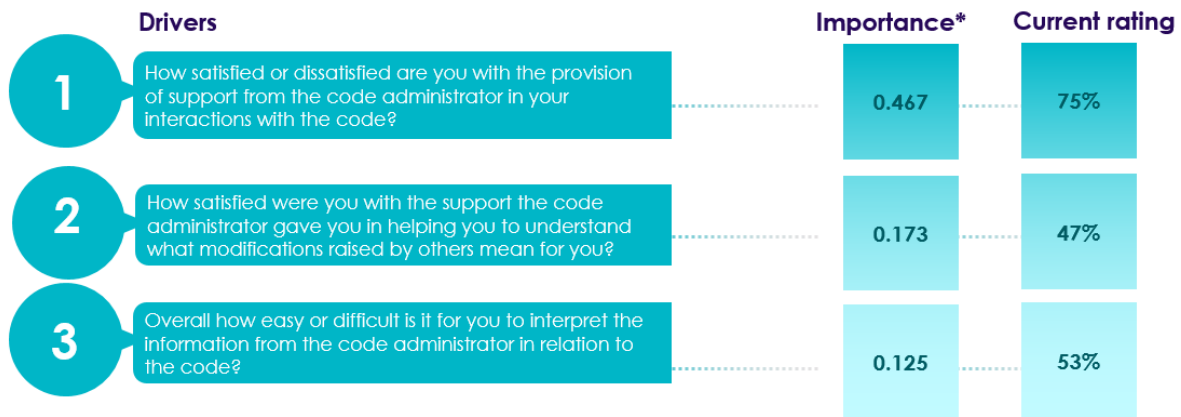 Drivers Importance* Current rating
1
How satisfied or dissatisfied are you with the provision
of support from the code administrator in your
interactions with the code?
0.467 75%
2
How satisfied were you with the support the code
administrator gave you in helping you to understand
what modifications raised by others mean for you?
0.173 47%
3
Overall how easy or difficult is it for you to interpret the
information from the code administrator in relation to
the code?
0.125 53%